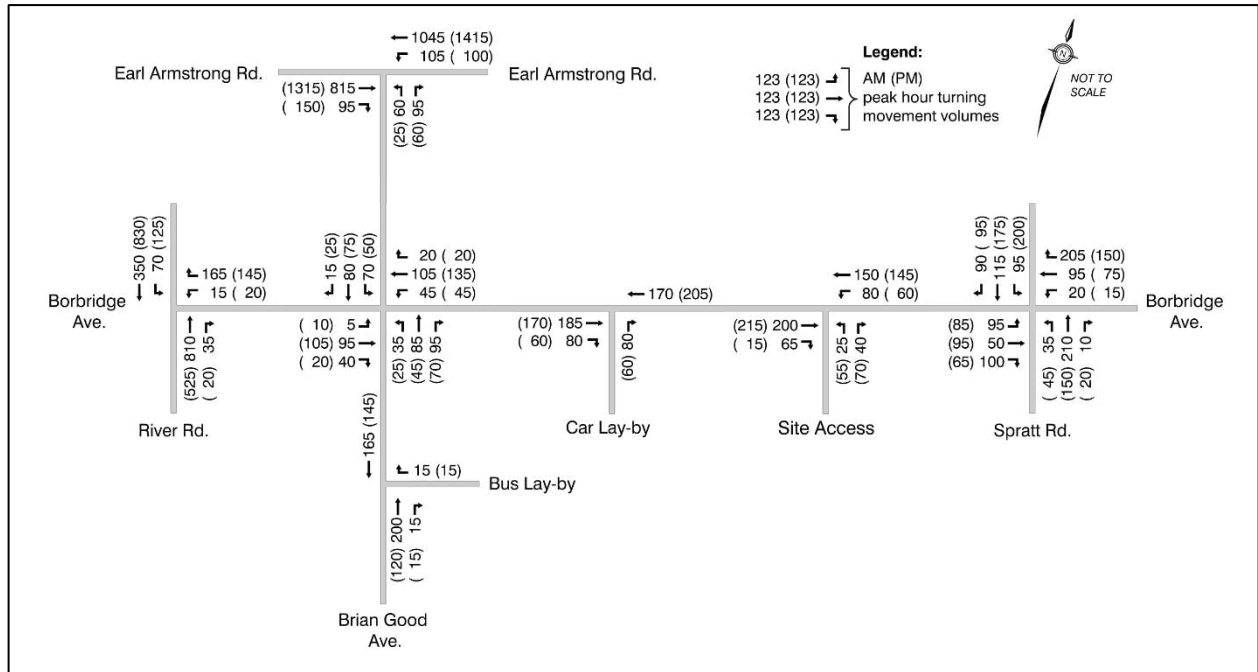 1045 (1415)
105 ( 100)
Earl Armstrong Rd.
Earl Armstrong Rd.
(1315) 815
( 150) 95
(25) 60
(60) 95
Legend:
123 (123)
123 (123)
123 (123)
AM (PM)
peak hour turning
movement volumes
N
NOT TO
SCALE
350 (830)
70 (125)
165 (145)
15 ( 20)
Borbridge
Ave.
(525) 810
( 20) 35
River Rd.
15 (25)
80 (75)
70 (50)
20 ( 20)
105 (135)
45 ( 45)
( 10) 5
(105) 95
( 20) 40
(25) 35
(45) 85
(70) 95
170 (205)
(170) 185
( 60) 80
(60) 80
Car Lay-by
150 (145)
80 ( 60)
(215) 200
( 15) 65
(55) 25
(70) 40
Site Access
90 ( 95)
115 (175)
95 (200)
205 (150)
95 ( 75)
20 ( 15)
Borbridge
Ave.
(85) 95
(95) 50
(65) 100
( 45) 35
(150) 210
( 20) 10
Spratt Rd.
165 (145)
15 (15)
Bus Lay-by
(120) 200
( 15) 15
Brian Good
Ave.